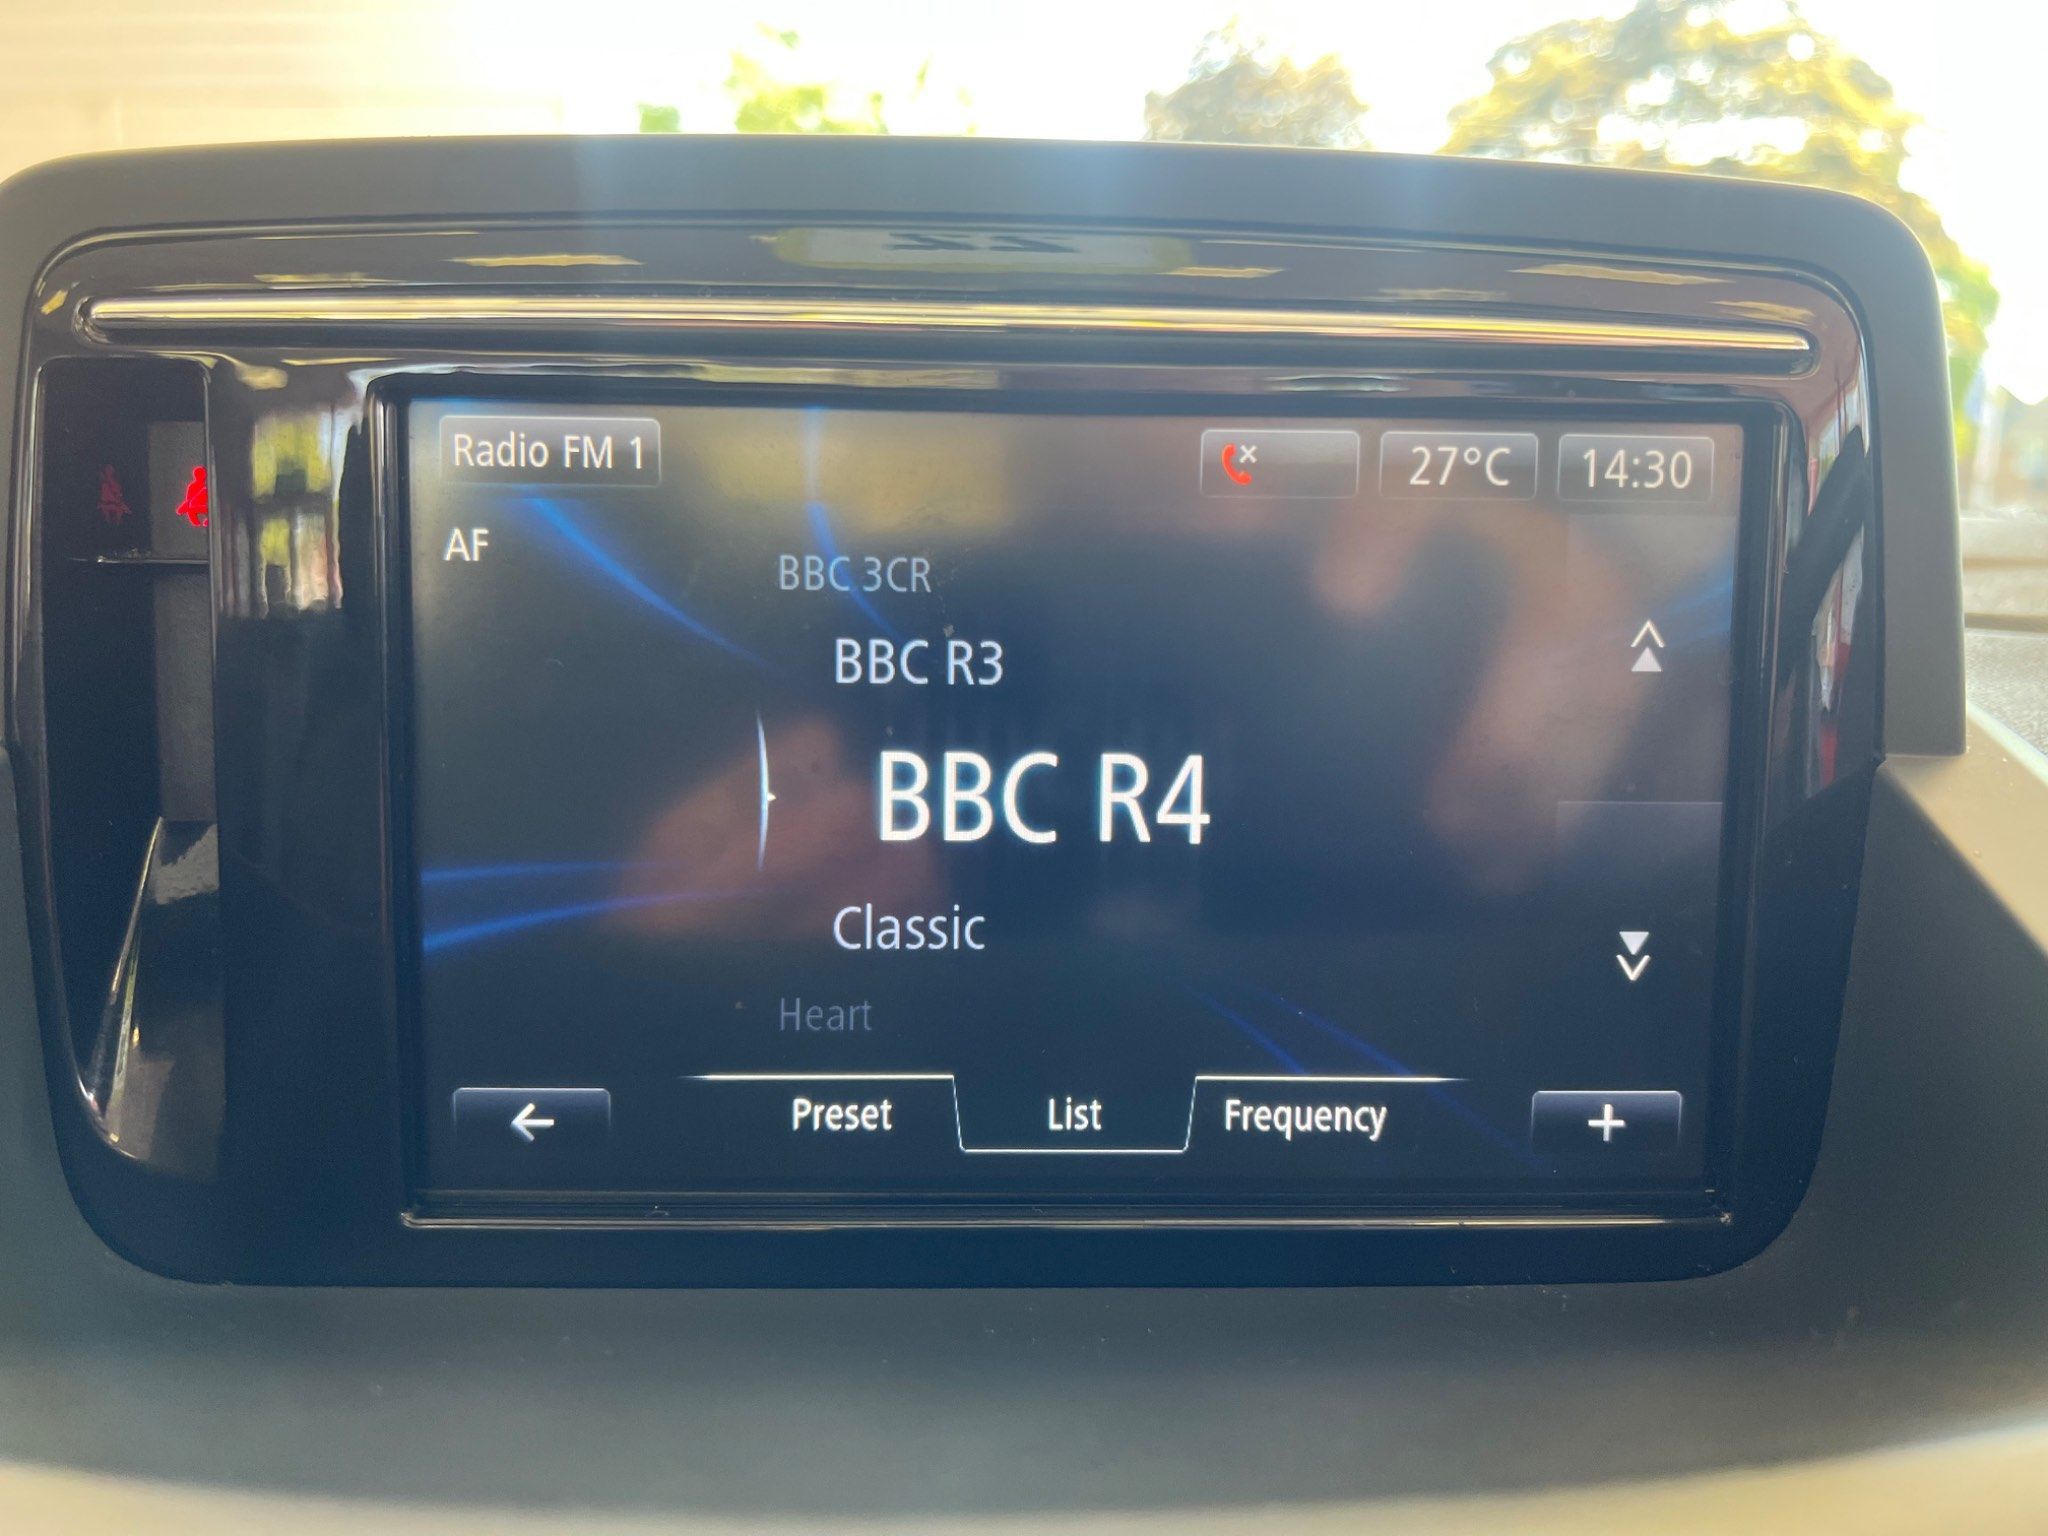 Radio FM 1
27°C
14:30
AF
BBC 3CR
BBC R3
BBC R4
Classic
Heart
Preset
List
Frequency